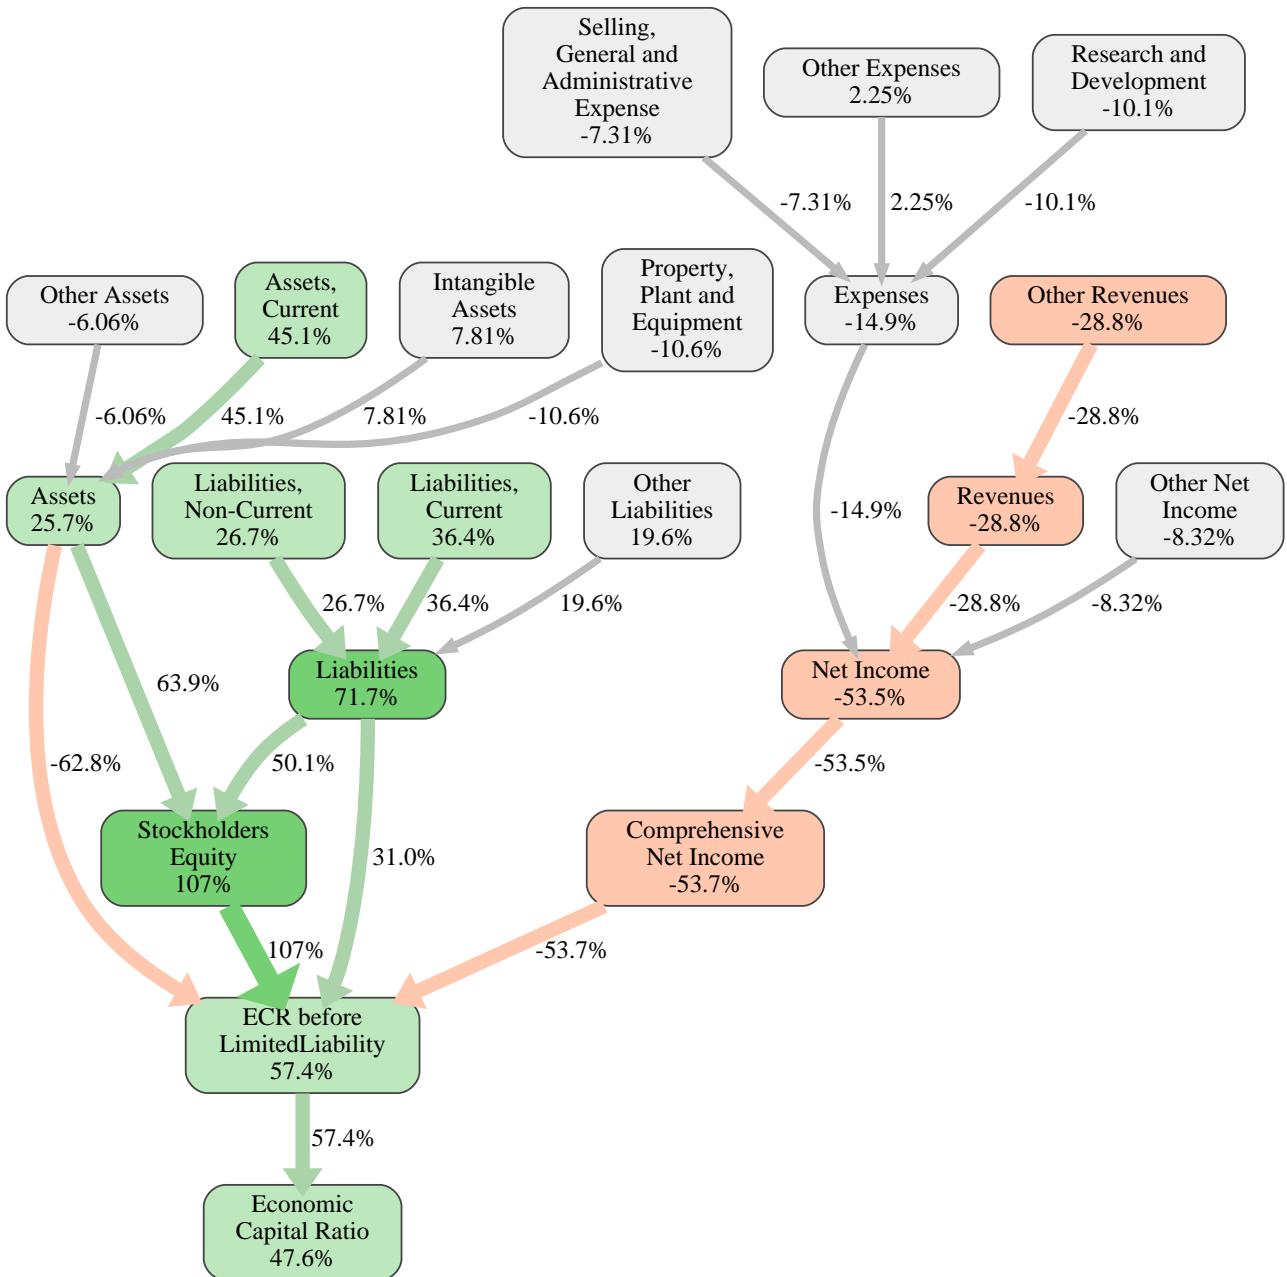 Selling,
General and
Administrative
Expense
-7.31%
Other Expenses
2.25%
Research and
Development
-10.1%
-7.31%
2.25%
-10.1%
Other Assets
-6.06%
Assets,
Current
45.1%
Intangible
Assets
7.81%
Property,
Plant and
Equipment
-10.6%
Expenses
-14.9%
Other Revenues
-28.8%
-6.06%
45.1%
7.81%
-10.6%
-28.8%
Assets
25.7%
Liabilities,
Non-Current
26.7%
Liabilities,
Current
36.4%
Other
Liabilities
19.6%
-14.9%
Revenues
-28.8%
Other Net
Income
-8.32%
26.7%
36.4%
19.6%
-28.8%
-8.32%
63.9%
Liabilities
71.7%
Net Income
-53.5%
-62.8%
50.1%
-53.5%
Stockholders
Equity
107%
31.0%
Comprehensive
Net Income
-53.7%
107%
-53.7%
ECR before
LimitedLiability
57.4%
57.4%
Economic
Capital Ratio
47.6%